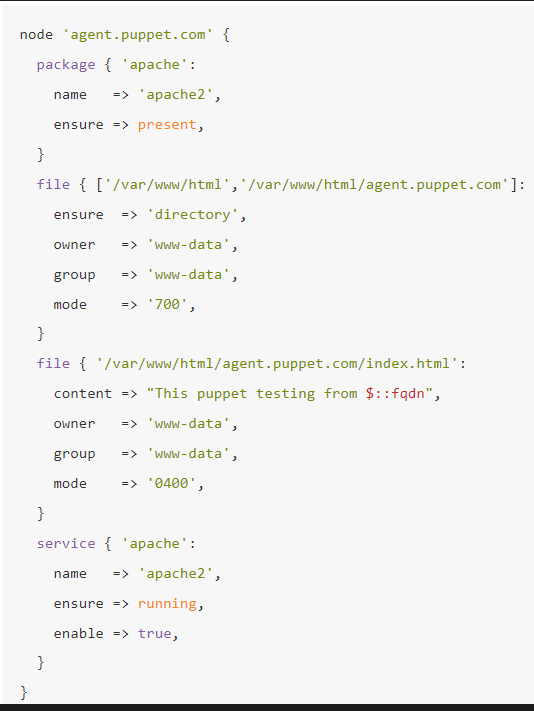 node 'agent.puppet.com' {
  package { 'apache':
    name   => 'apache2',
    ensure => present,
  }
  file { ['/var/www/html','/var/www/html/agent.puppet.com']:
    ensure  => 'directory',
    owner   => 'www-data',
    group   => 'www-data',
    mode    => '700',
  }
  file { '/var/www/html/agent.puppet.com/index.html':
    content => "This puppet testing from $::fqdn",
    owner   => 'www-data',
    group   => 'www-data',
    mode    => '0400',
  }
  service { 'apache':
    name   => 'apache2',
    ensure => running,
    enable => true,
  }
}